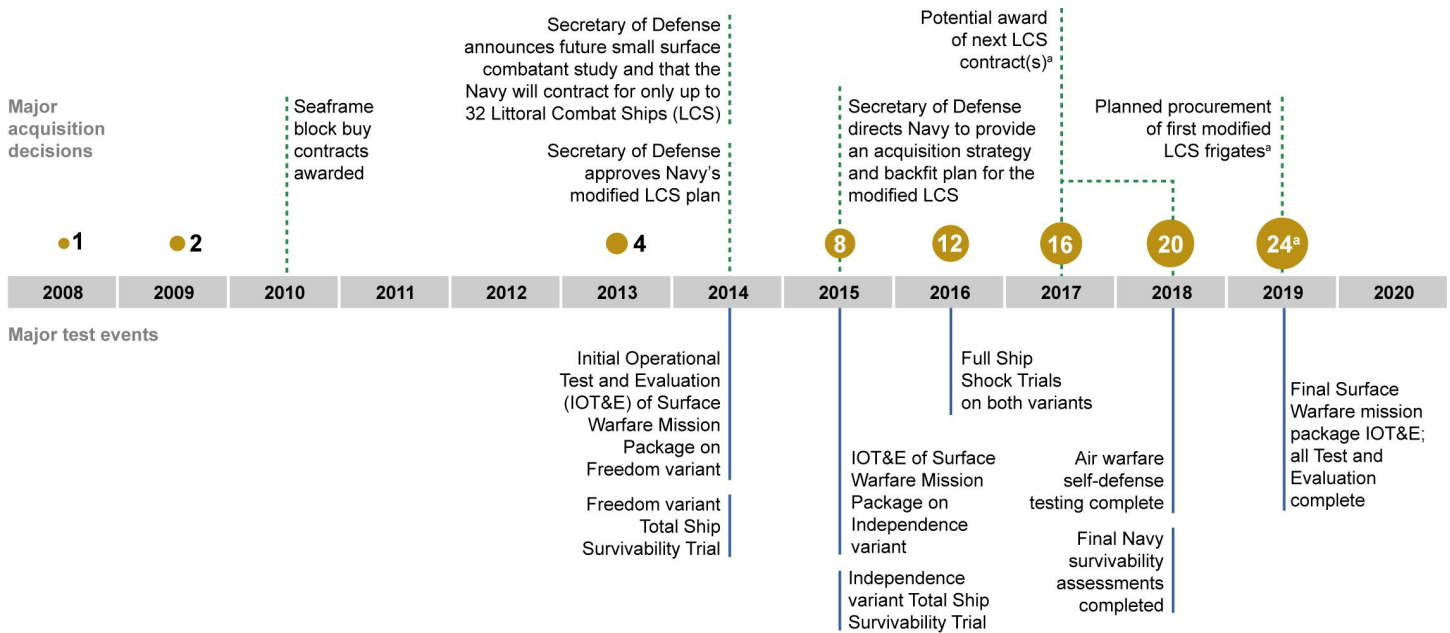 Major
acquisition
decisions
Seaframe
block buy
contracts
awarded
Secretary of Defense
announces future small surface
combatant study and that the
Navy will contract for only up to
32 Littoral Combat Ships (LCS)
Secretary of Defense
approves Navy’s
modified LCS plan
Secretary of Defense
directs Navy to provide
an acquisition strategy
and backfit plan for the
modified LCS
Potential award
of next LCS
contract(s)ª
Planned procurement
of first modified
LCS frigatesª
1
2
4
8
12
16
20
24ª
2008
2009
2010
2011
2012
2013
2014
2015
2016
2017
2018
2019
2020
Major test events
Initial Operational
Test and Evaluation
(IOT&E) of Surface
Warfare Mission
Package on
Freedom variant
Freedom variant
Total Ship
Survivability Trial
IOT&E of Surface
Warfare Mission
Package on
Independence
variant
Independence
variant Total Ship
Survivability Trial
Full Ship
Shock Trials
on both variants
Air warfare
self-defense
testing complete
Final Navy
survivability
assessments
completed
Final Surface
Warfare mission
package IOT&E;
all Test and
Evaluation
complete